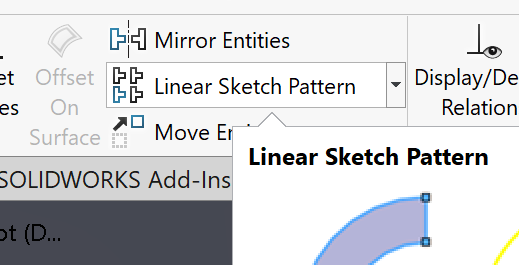 Mirror Entities
Offset
On
Surface
Linear Sketch Pattern
Display/De
Relation
Move En
Linear Sketch Pattern
SOLIDWORKS Add-Ins
ot (D...